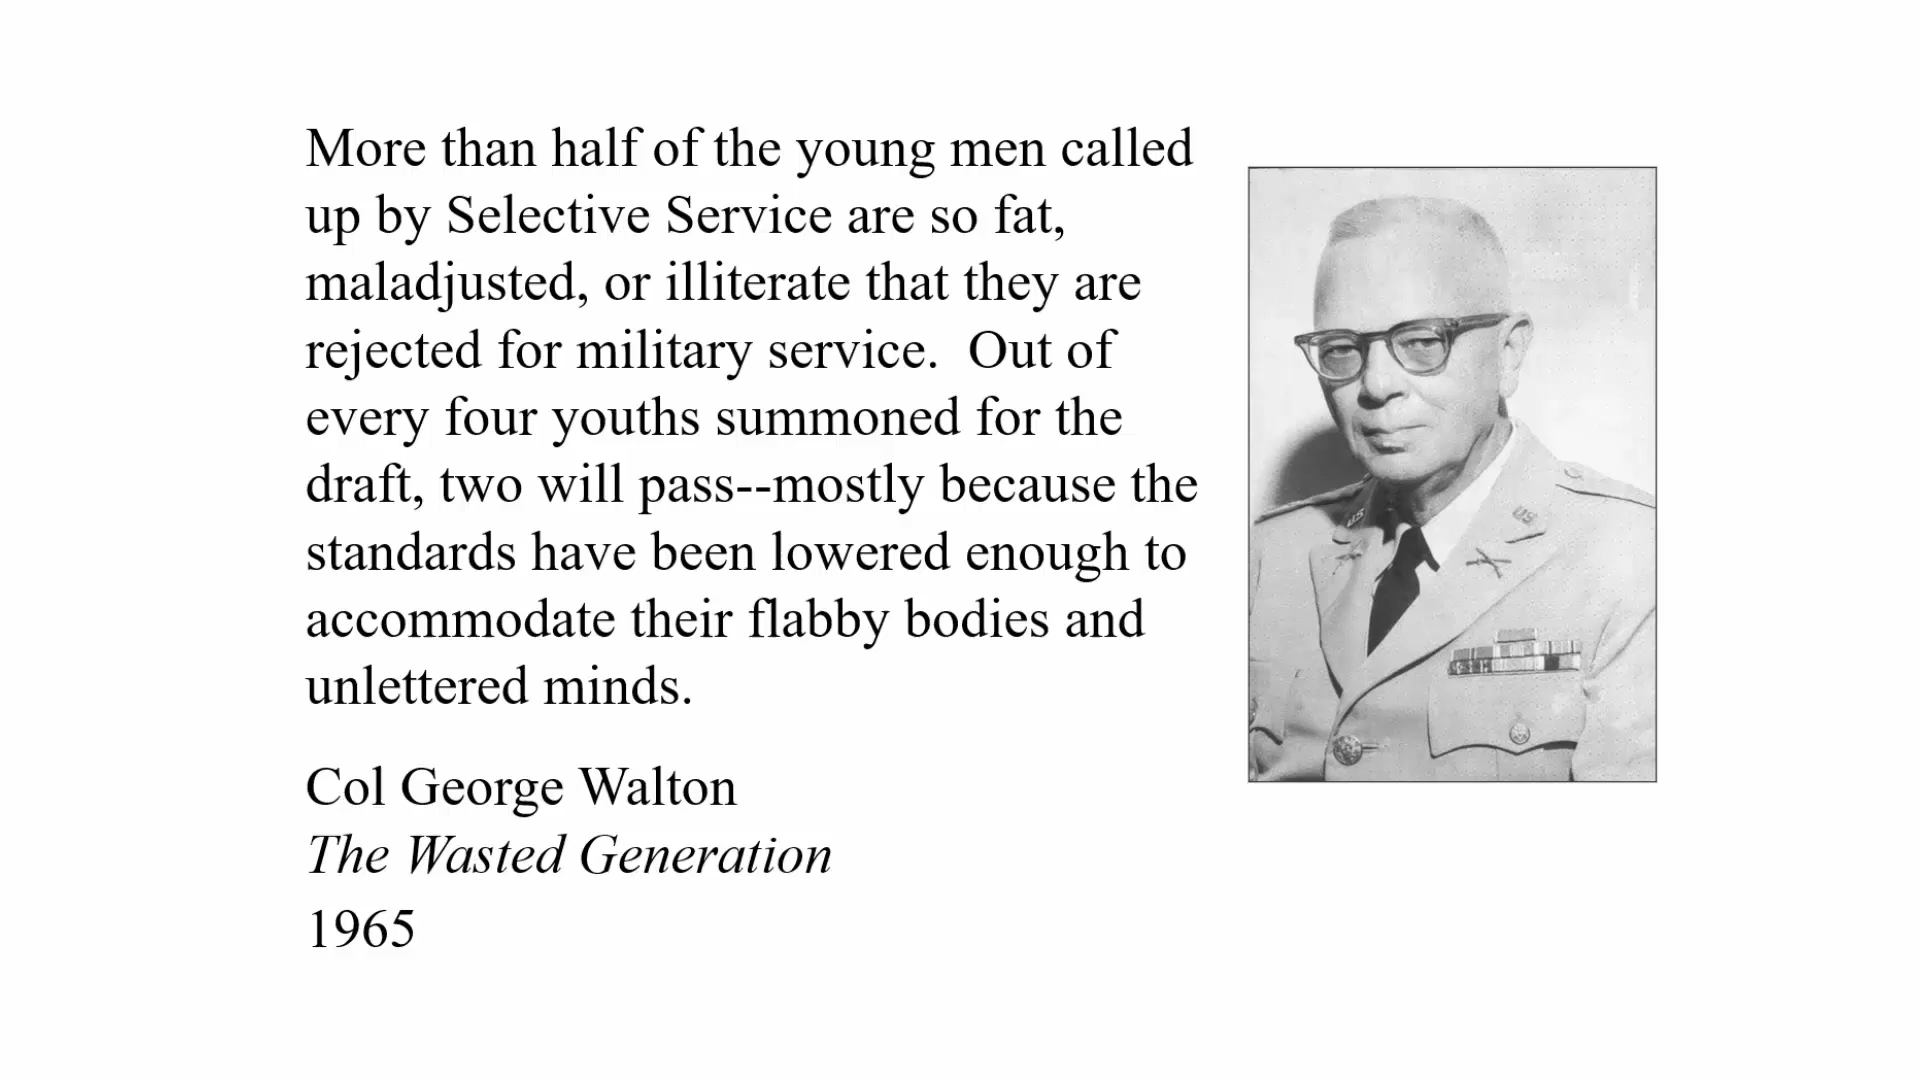 More than half of the young men called
up by Selective Service are so fat,
maladjusted, or illiterate that they are
rejected for military service.  Out of
every four youths summoned for the
draft, two will pass--mostly because the
standards have been lowered enough to
accommodate their flabby bodies and
unlettered minds.
Col George Walton
The Wasted Generation
1965
US
US